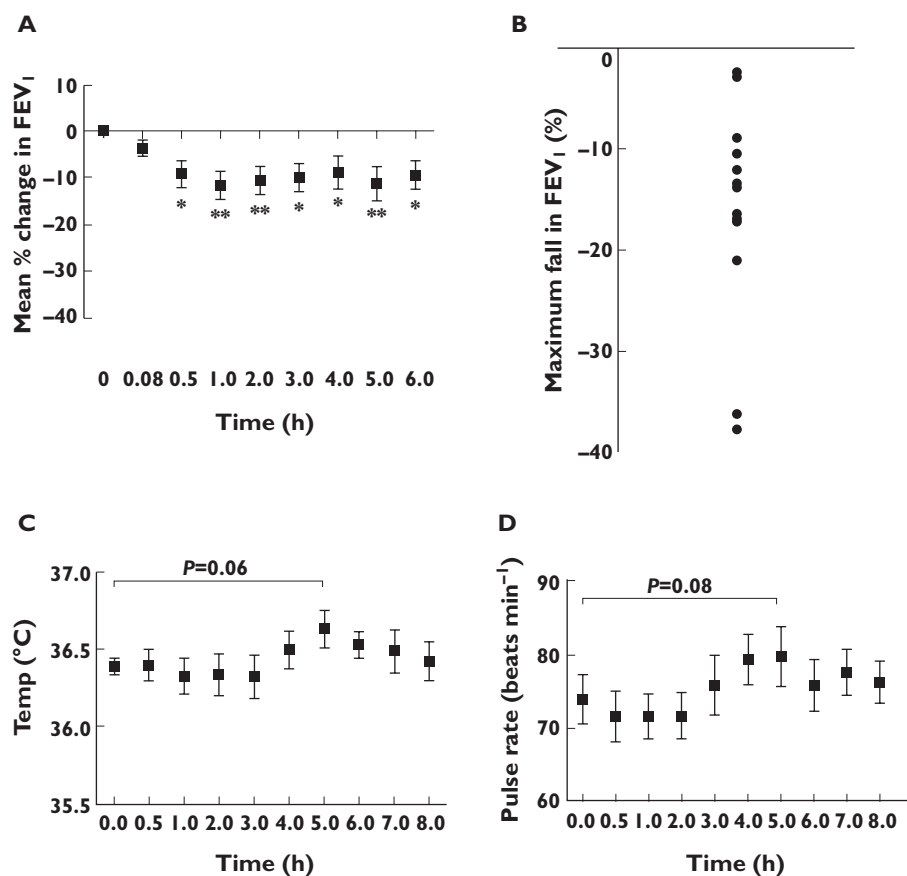 A
Mean % change in FEV₁
10
0
−10
−20
−30
−40
* ** ** * * ** *
0 0.08 0.5 1.0 2.0 3.0 4.0 5.0 6.0
Time (h)
B
Maximum fall in FEV₁ (%)
0
−10
−20
−30
−40
C
Temp (°C)
37.0
36.5
36.0
35.5
P=0.06
0.0 0.5 1.0 2.0 3.0 4.0 5.0 6.0 7.0 8.0
Time (h)
D
Pulse rate (beats min⁻¹)
90
80
70
60
P=0.08
0.0 0.5 1.0 2.0 3.0 4.0 5.0 6.0 7.0 8.0
Time (h)